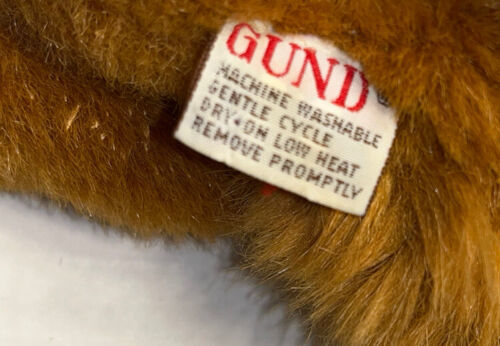 GUND®
MACHINE WASHABLE
GENTLE CYCLE
DRY-ON LOW HEAT
REMOVE PROMPTLY